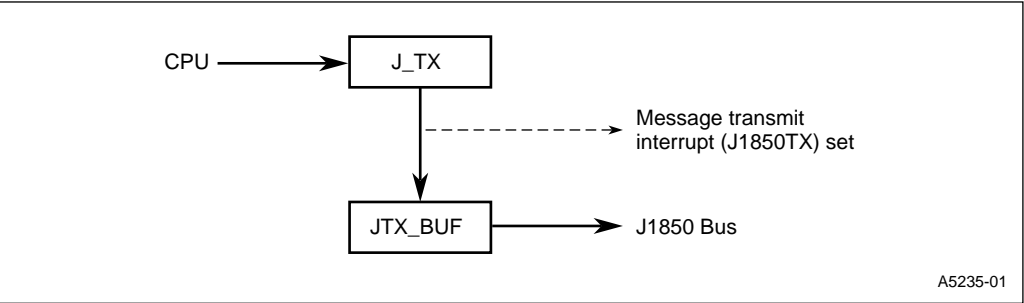 CPU
J_TX
Message transmit
interrupt (J1850TX) set
JTX_BUF
J1850 Bus
A5235-01